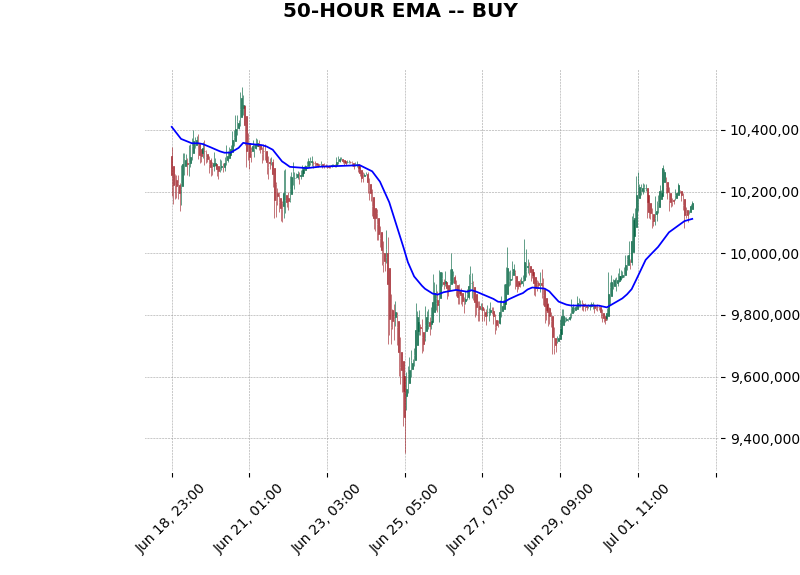 50-HOUR EMA -- BUY
10,400,00
10,200,00
10,000,00
9,800,000
9,600,000
9,400,000
Jun 18, 23:00
Jun 21, 01:00
Jun 23, 03:00
Jun 25, 05:00
Jun 27, 07:00
Jun 29, 09:00
Jul 01, 11:00